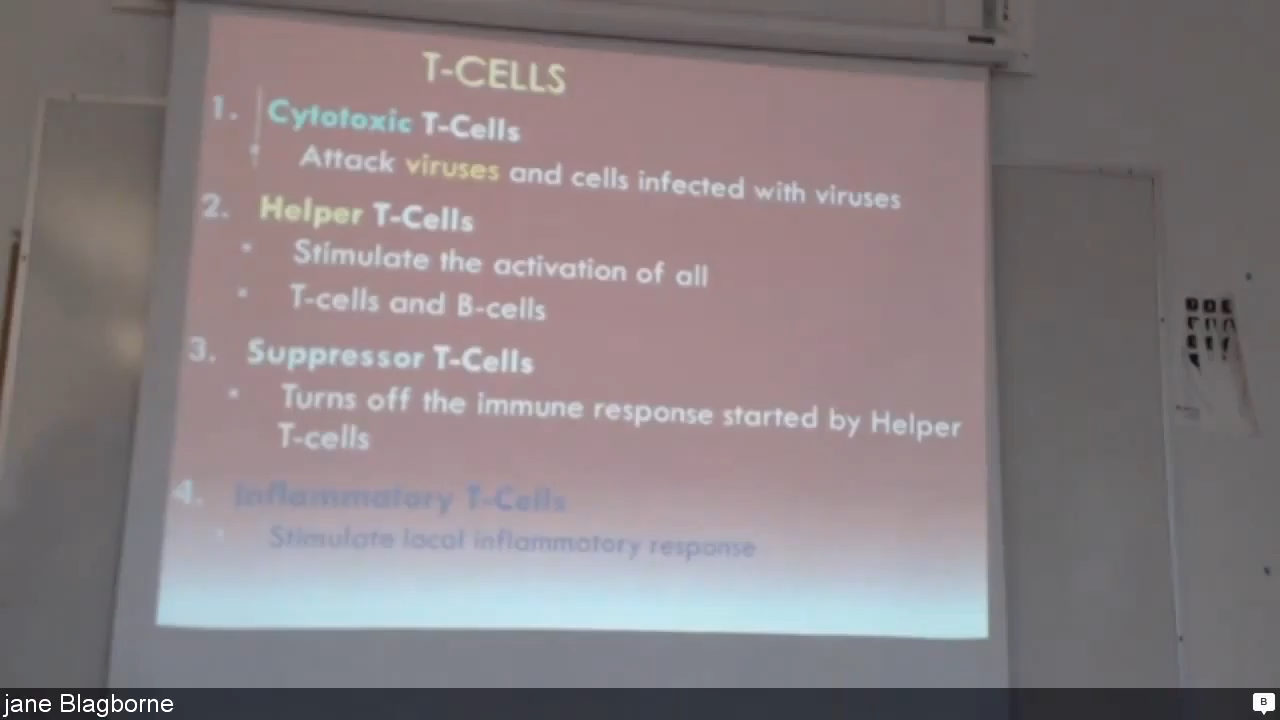 T-CELLS
1. Cytotoxic T-Cells
• Attack viruses and cells infected with viruses
2. Helper T-Cells
• Stimulate the activation of all
• T-cells and B-cells
3. Suppressor T-Cells
• Turns off the immune response started by Helper
T-cells
4. Inflammatory T-Cells
• Stimulate local inflammatory response
jane Blagborne
B